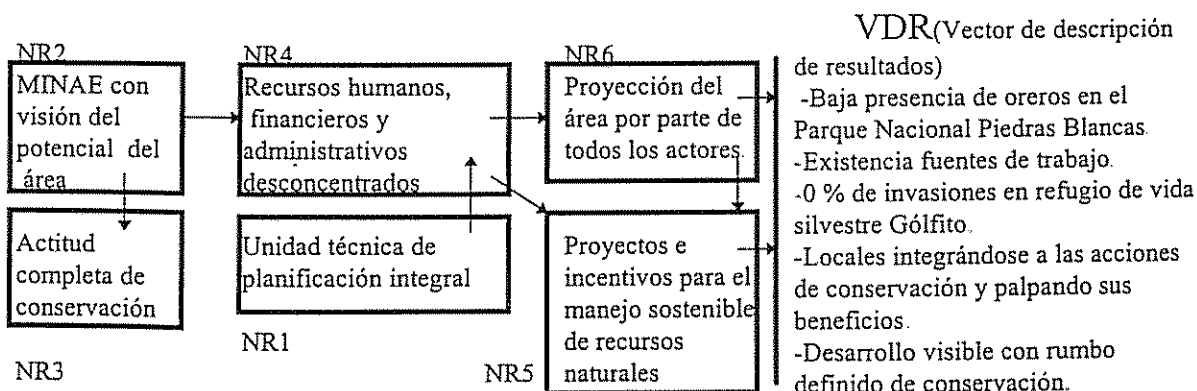 NR2
MINAE con
visión del
potencial del
área
Actitud
completa de
conservación
NR3
NR4
Recursos humanos,
financieros y
administrativos
desconcentrados
Unidad técnica de
planificación integral
NR1
NR6
Proyección del
área por parte de
todos los actores.
Proyectos e
incentivos para el
manejo sostenible
de recursos
naturales
NR5
VDR(Vector de descripción
de resultados)
-Baja presencia de oreros en el
Parque Nacional Piedras Blancas.
-Existencia fuentes de trabajo.
-0 % de invasiones en refugio de vida
silvestre Gólfito.
-Locales integrándose a las acciones
de conservación y palpando sus
beneficios.
-Desarrollo visible con rumbo
definido de conservación.